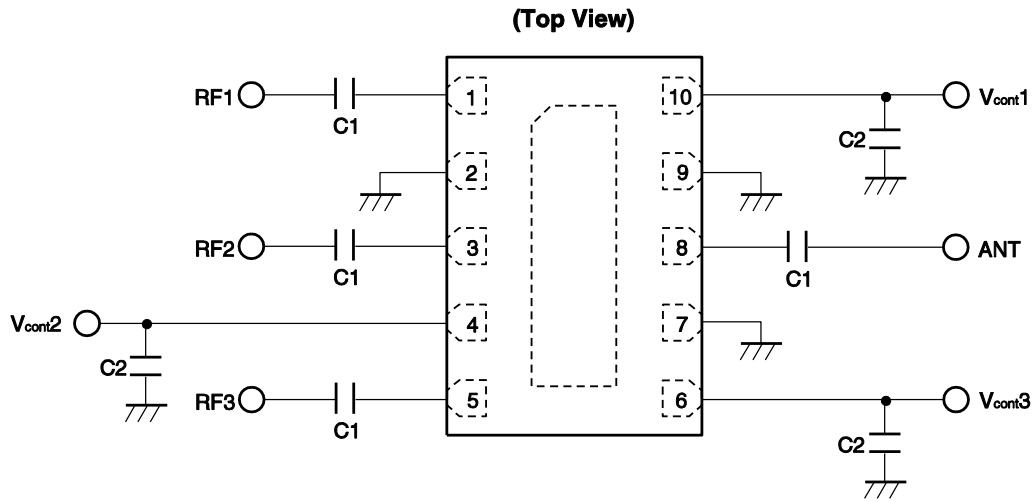 (Top View)
RF1
C1
1
10
Vcont1
C2
2
9
RF2
C1
3
8
C1
ANT
Vcont2
C2
4
7
RF3
C1
5
6
Vcont3
C2